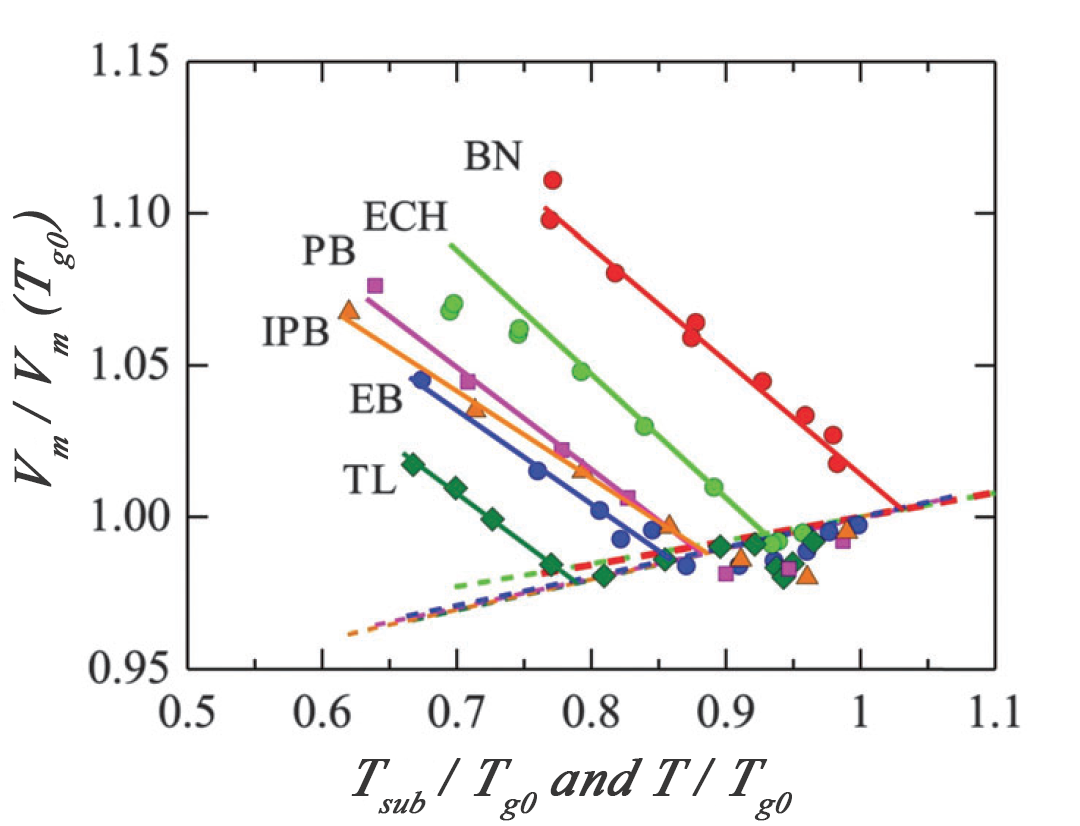 1.15
BN
1.10
ECH
PB
IPB
1.05
EB
TL
1.00
0.95
0.5 0.6 0.7 0.8 0.9 1 1.1
V_m / V_m (T_g0)
T_sub / T_g0 and T / T_g0